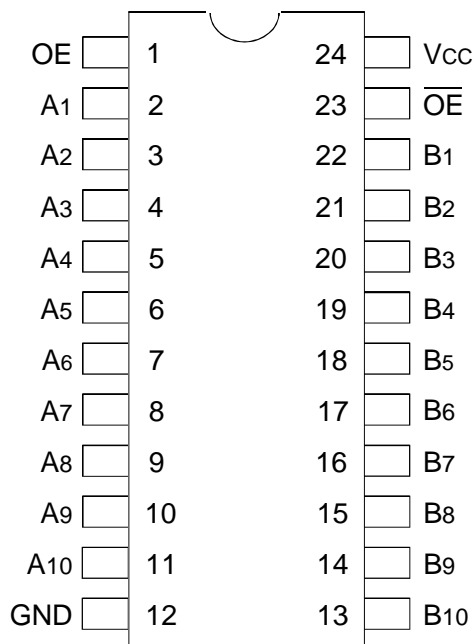 OE 1 24 Vcc
A1 2 23 O̅E̅
A2 3 22 B1
A3 4 21 B2
A4 5 20 B3
A5 6 19 B4
A6 7 18 B5
A7 8 17 B6
A8 9 16 B7
A9 10 15 B8
A10 11 14 B9
GND 12 13 B10